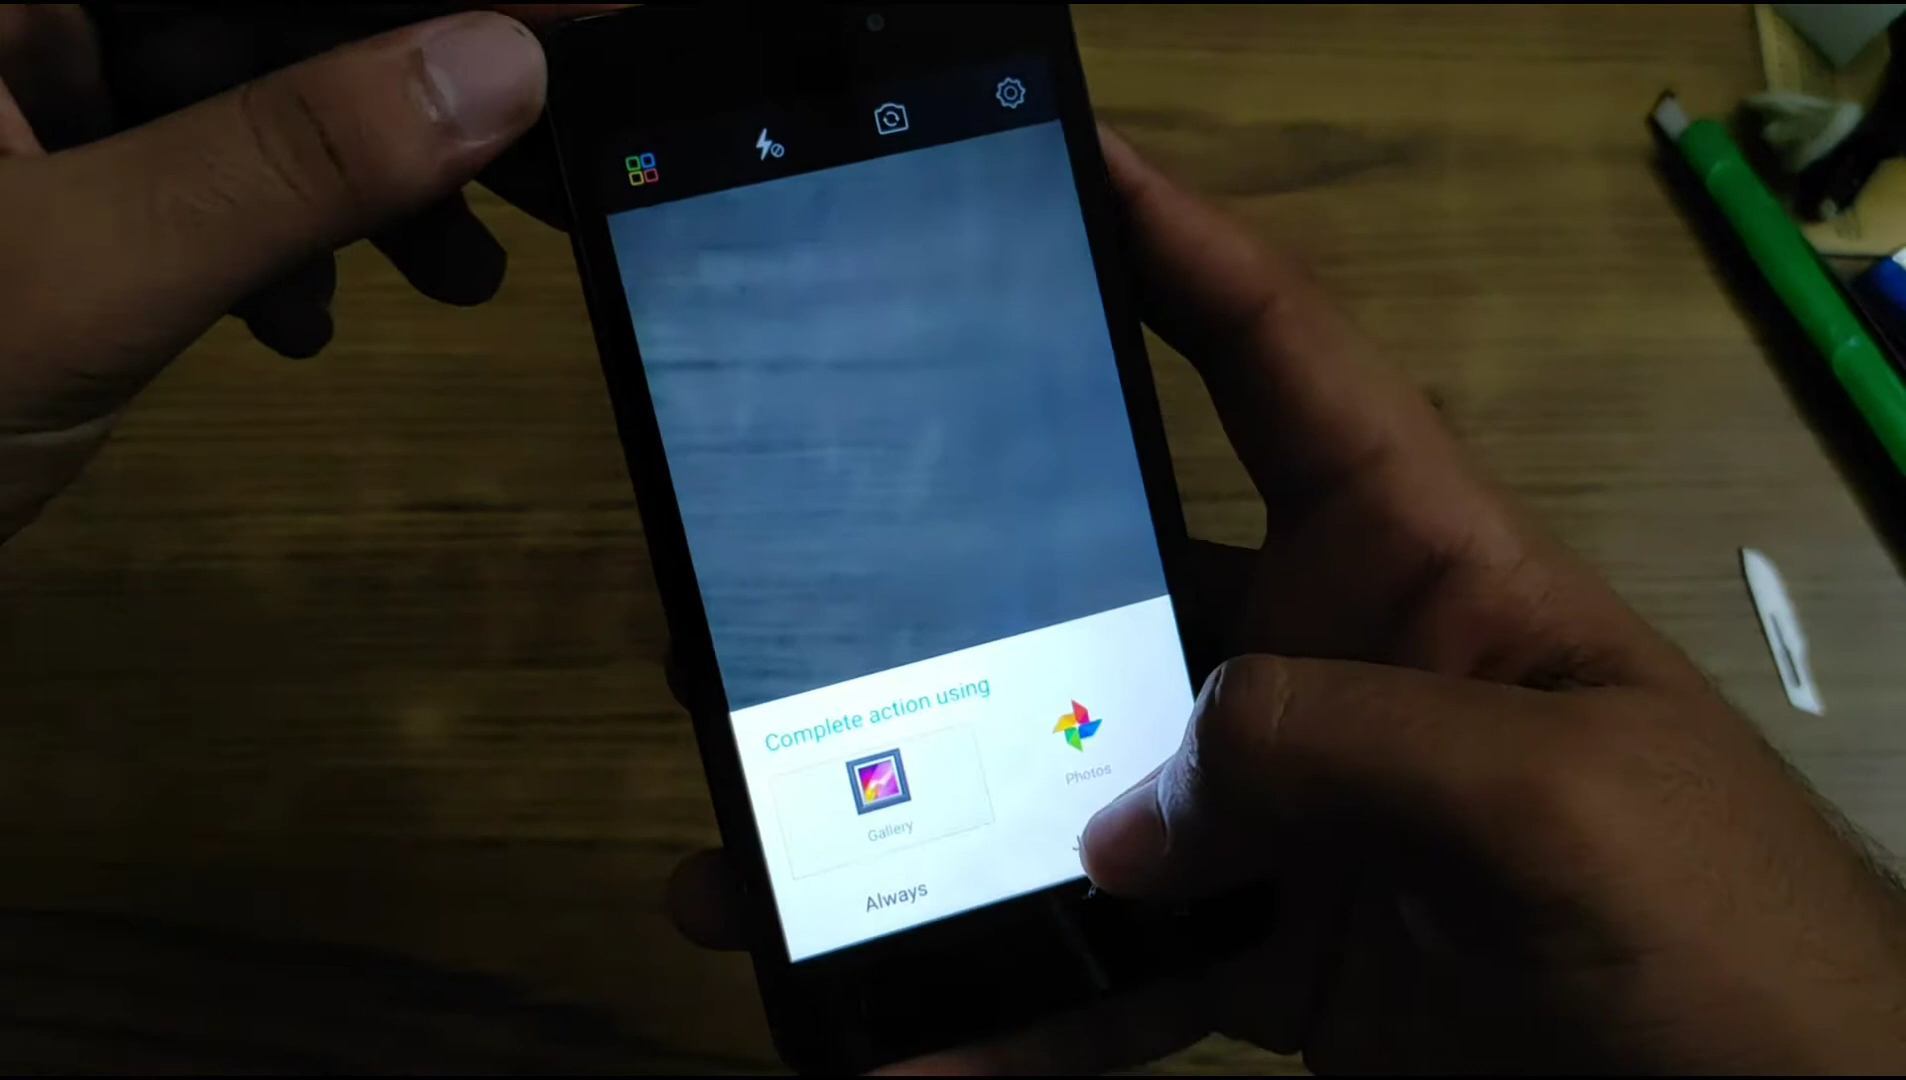 Complete action using
Photos
Gallery
Always